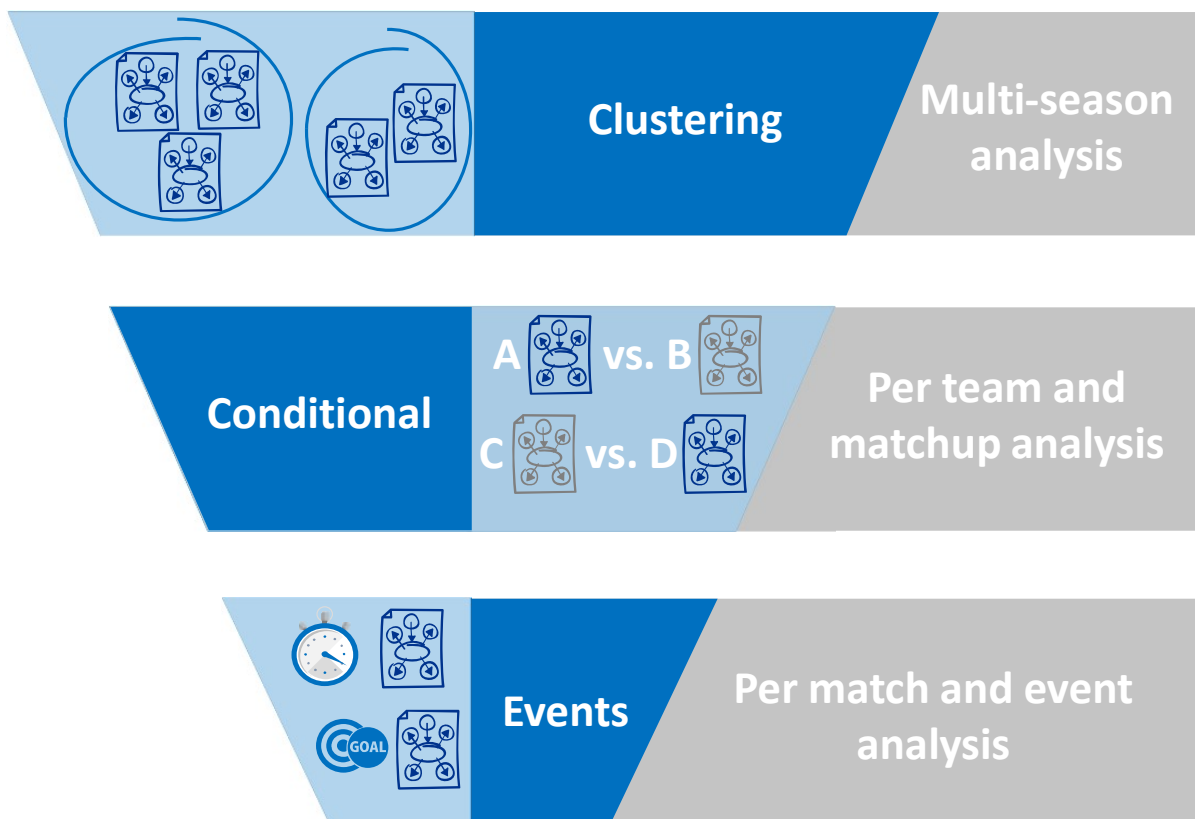 Clustering
Multi-season
analysis
Conditional
A vs. B
C vs. D
Per team and
matchup analysis
GOAL
Events
Per match and event
analysis